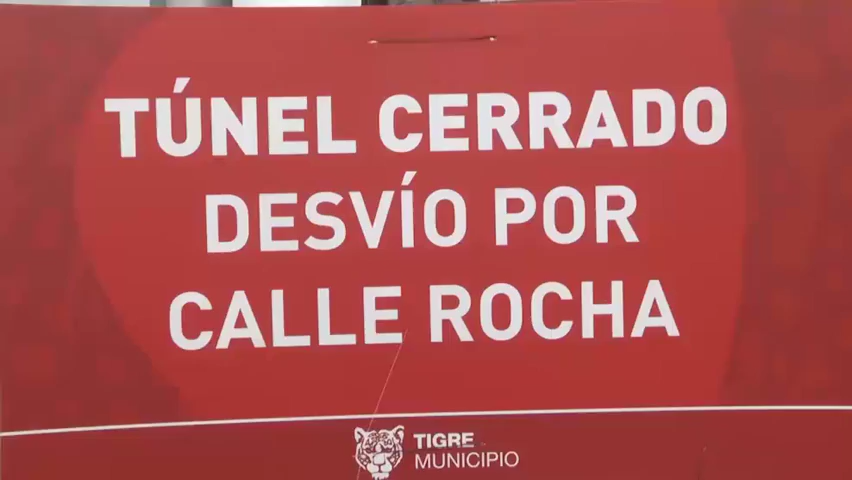 TÚNEL CERRADO
DESVÍO POR
CALLE ROCHA
TIGRE
MUNICIPIO